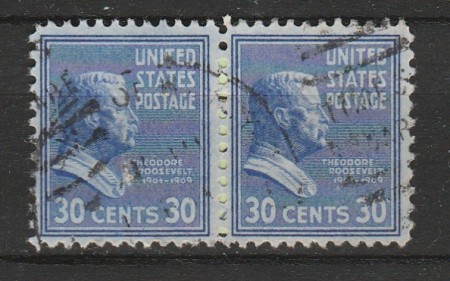 UNITED
STATES
POSTAGE
THEODORE
ROOSEVELT
1901-1909
30 CENTS 30
UNITED
STATES
POSTAGE
THEODORE
ROOSEVELT
1901-1909
30 CENTS 30